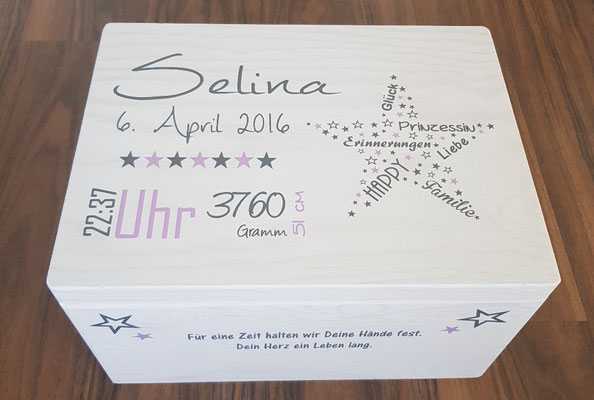 Selina
6. April 2016
22:37 Uhr 3760 Gramm 51 cm
Glück
Prinzessin
Erinnerungen
Liebe
HAPPY
Familie
Für eine Zeit halten wir Deine Hände fest.
Dein Herz ein Leben lang.